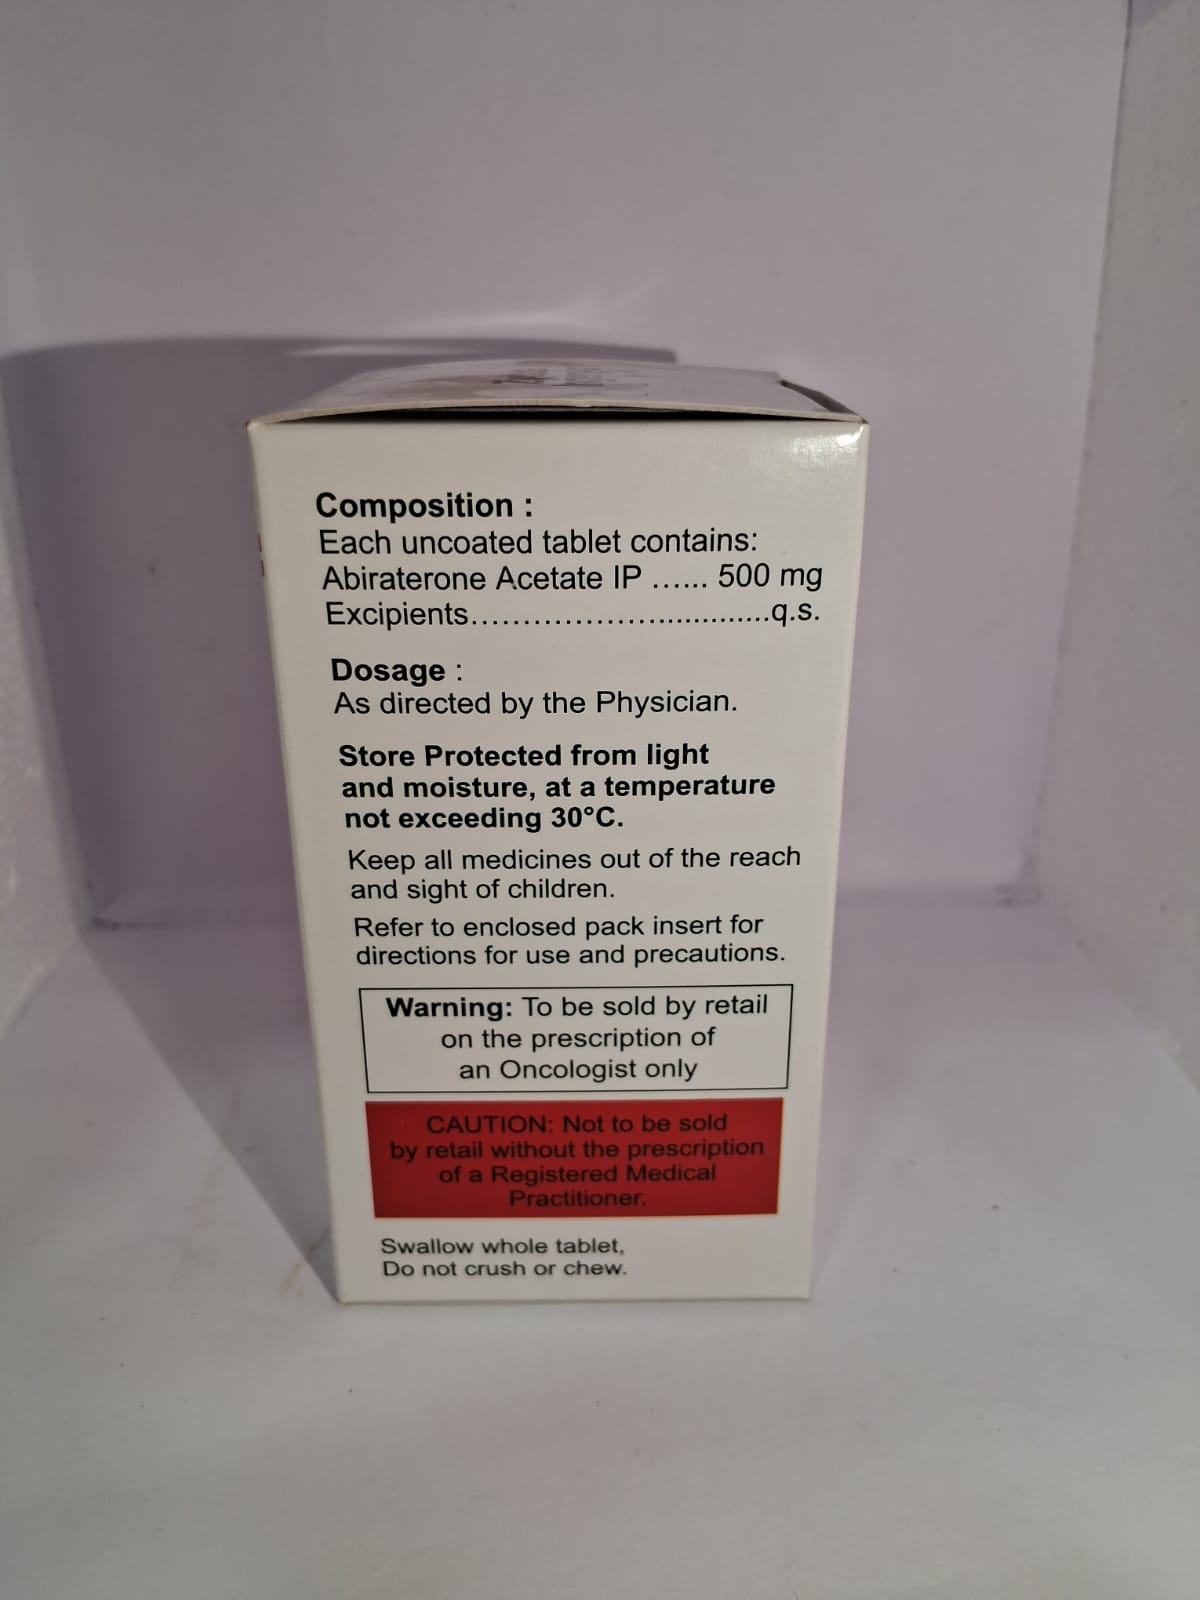 Composition :
Each uncoated tablet contains:
Abiraterone Acetate IP ...... 500 mg
Excipients..............................q.s.
Dosage :
As directed by the Physician.
Store Protected from light
and moisture, at a temperature
not exceeding 30°C.
Keep all medicines out of the reach
and sight of children.
Refer to enclosed pack insert for
directions for use and precautions.
Warning: To be sold by retail
on the prescription of
an Oncologist only
CAUTION: Not to be sold
by retail without the prescription
of a Registered Medical
Practitioner.
Swallow whole tablet,
Do not crush or chew.